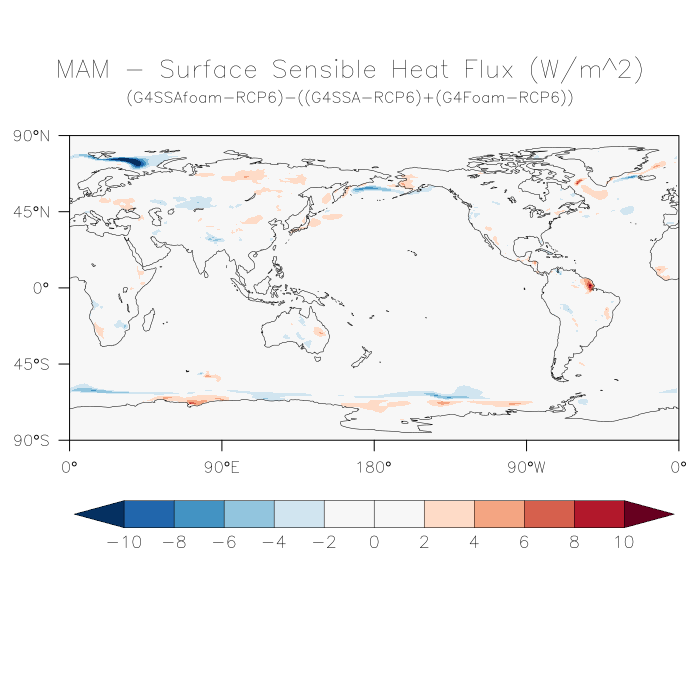 MAM − Surface Sensible Heat Flux (W/m^2)
(G4SSAfoam−RCP6)−((G4SSA−RCP6)+(G4Foam−RCP6))
90°N
45°N
0°
45°S
90°S
0° 90°E 180° 90°W 0°
−10 −8 −6 −4 −2 0 2 4 6 8 10